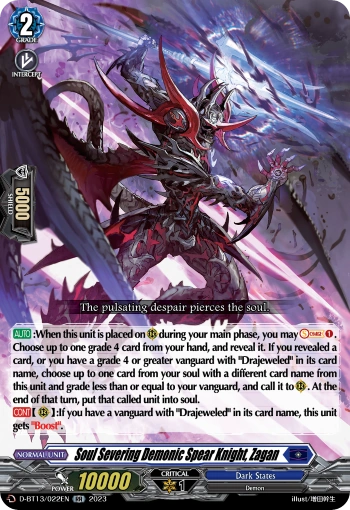 2
GRADE
INTERCEPT
5000
SHIELD
The pulsating despair pierces the soul.
AUTO:When this unit is placed on during your main phase, you may 1.
Choose up to one grade 4 card from your hand, and reveal it. If you revealed a
card, or you have a grade 4 or greater vanguard with "Drajeweled" in its card
name, choose up to one card from your soul with a different card name from
this unit and grade less than or equal to your vanguard, and call it to . At the
end of that turn, put that called unit into soul.
CONT【 】:If you have a vanguard with "Drajeweled" in its card name, this unit
gets "Boost".
NORMAL UNIT
Soul Severing Demonic Spear Knight, Zagan
POWER 10000
CRITICAL
1
Dark States
Demon
D-BT13/022EN RR 2023
illust/増田幹生